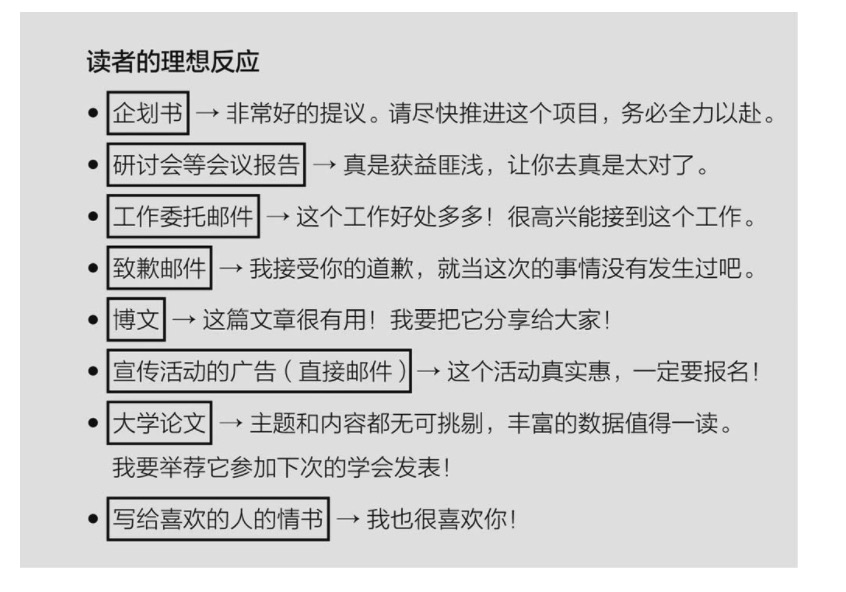 读者的理想反应
● 企划书 → 非常好的提议。请尽快推进这个项目，务必全力以赴。
● 研讨会等会议报告 → 真是获益匪浅，让你去真是太对了。
● 工作委托邮件 → 这个工作好处多多！很高兴能接到这个工作。
● 致歉邮件 → 我接受你的道歉，就当这次的事情没有发生过吧。
● 博文 → 这篇文章很有用！我要把它分享给大家！
● 宣传活动的广告（直接邮件）→ 这个活动真实惠，一定要报名！
● 大学论文 → 主题和内容都无可挑剔，丰富的数据值得一读。
我要举荐它参加下次的学会发表！
● 写给喜欢的人的情书 → 我也很喜欢你！